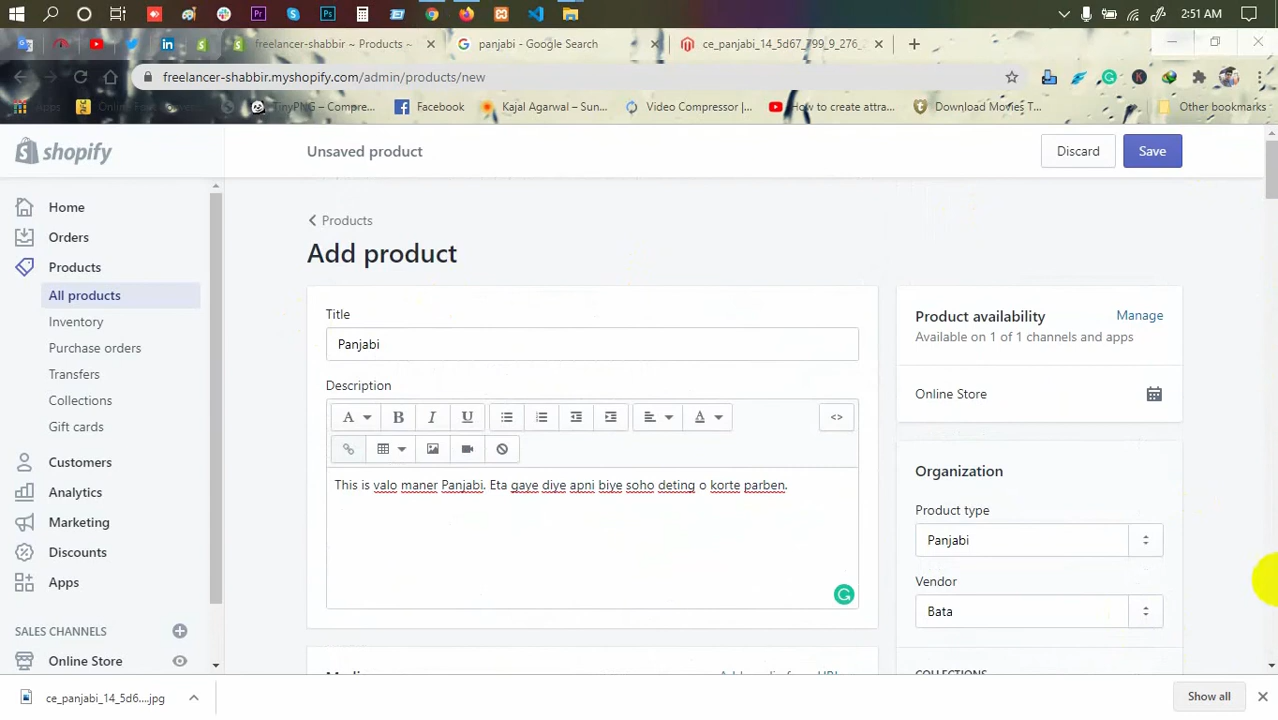 2:51 AM
freelancer-shabbir ~ Products ~
panjabi - Google Search
ce_panjabi_14_5d67_799_9_276_
freelancer-shabbir.myshopify.com/admin/products/new
Apps
TinyPNG – Compre...
Facebook
Kajal Agarwal – Sun...
Video Compressor |...
How to create attra...
Download Movies T...
Other bookmarks
shopify
Unsaved product
Discard
Save
Home
Orders
Products
All products
Inventory
Purchase orders
Transfers
Collections
Gift cards
Customers
Analytics
Marketing
Discounts
Apps
SALES CHANNELS
Online Store
Products
Add product
Title
Panjabi
Description
This is valo maner Panjabi. Eta gaye diye apni biye soho deting o korte parben.
Product availability
Manage
Available on 1 of 1 channels and apps
Online Store
Organization
Product type
Panjabi
Vendor
Bata
COLLECTIONS
ce_panjabi_14_5d6....jpg
Show all